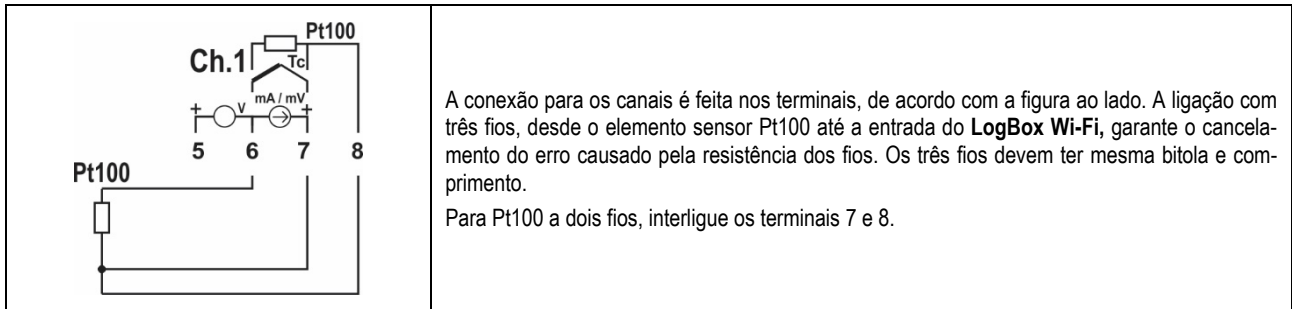 Pt100
Ch.1
Tc
mA / mV
+ V +
5 6 7 8
Pt100
A conexão para os canais é feita nos terminais, de acordo com a figura ao lado. A ligação com
três fios, desde o elemento sensor Pt100 até a entrada do LogBox Wi-Fi, garante o cancela-
mento do erro causado pela resistência dos fios. Os três fios devem ter mesma bitola e com-
primento.
Para Pt100 a dois fios, interligue os terminais 7 e 8.